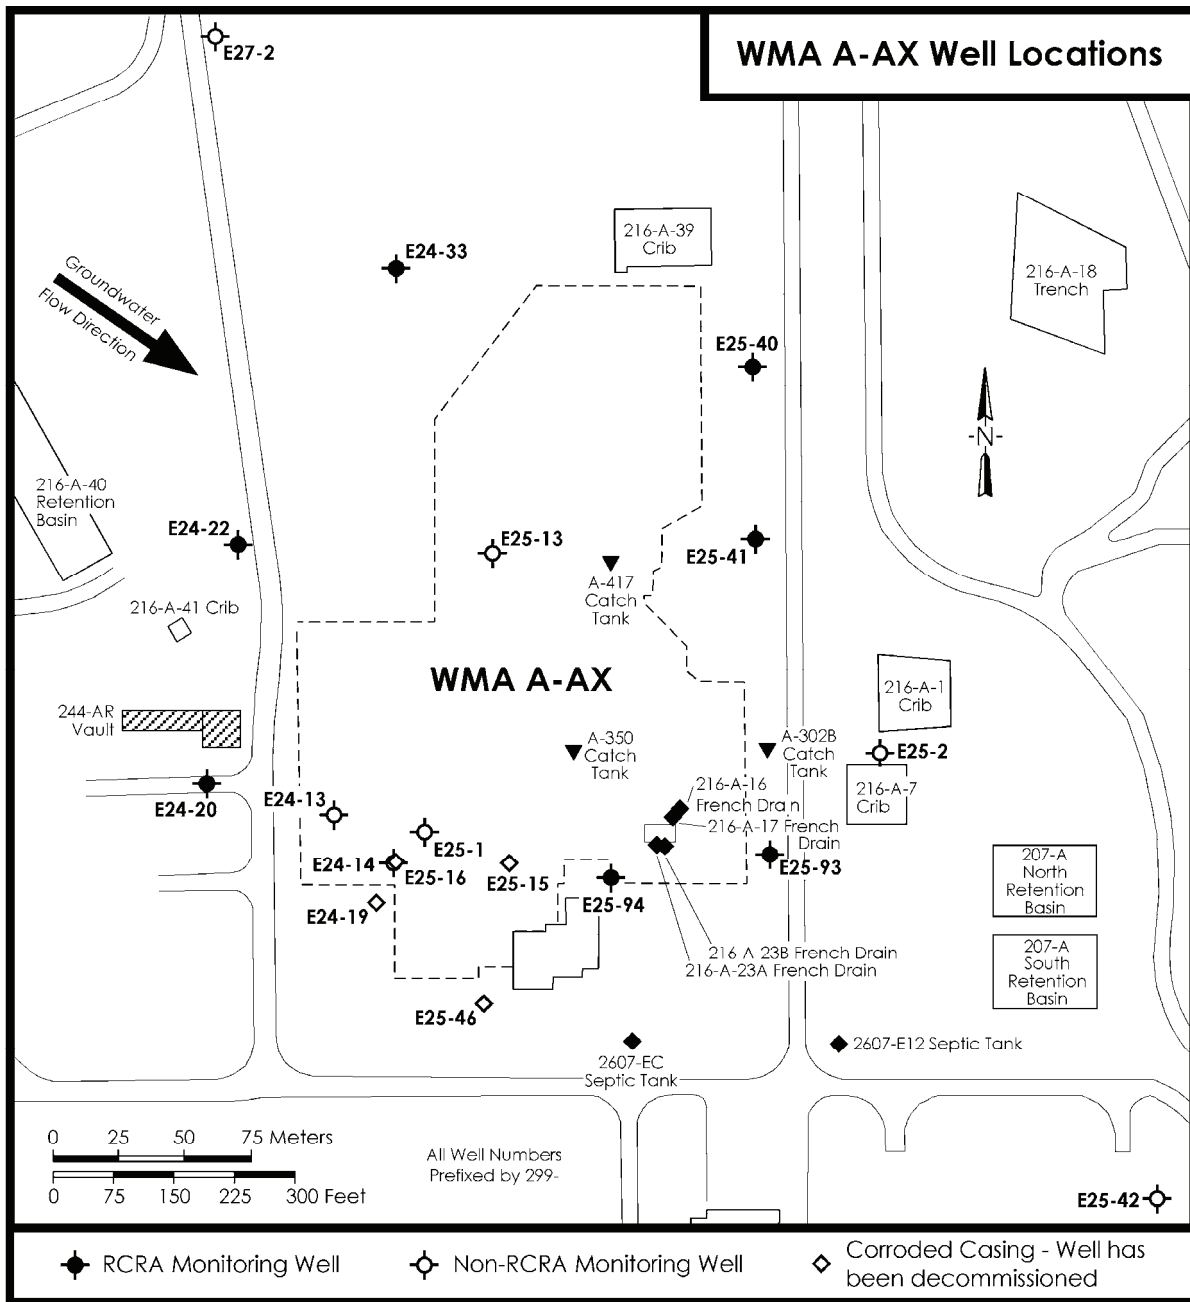 WMA A-AX Well Locations
E27-2
216-A-39
Crib
E24-33
216-A-18
Trench
Groundwater
Flow Direction
E25-40
-N-
216-A-40
Retention
Basin
E24-22
E25-13
E25-41
A-417
Catch
Tank
216-A-41 Crib
WMA A-AX
216-A-1
Crib
244-AR
Vault
A-350
Catch
Tank
A-302B
Catch
Tank
E25-2
E24-20
E24-13
216-A-16
French Drain
216-A-7
Crib
216-A-17 French
Drain
E25-1
E24-14
E25-16
E25-15
E25-93
207-A
North
Retention
Basin
E24-19
E25-94
216-A-23B French Drain
216-A-23A French Drain
207-A
South
Retention
Basin
E25-46
2607-EC
Septic Tank
2607-E12 Septic Tank
0 25 50 75 Meters
0 75 150 225 300 Feet
All Well Numbers
Prefixed by 299-
E25-42
RCRA Monitoring Well
Non-RCRA Monitoring Well
Corroded Casing - Well has
been decommissioned